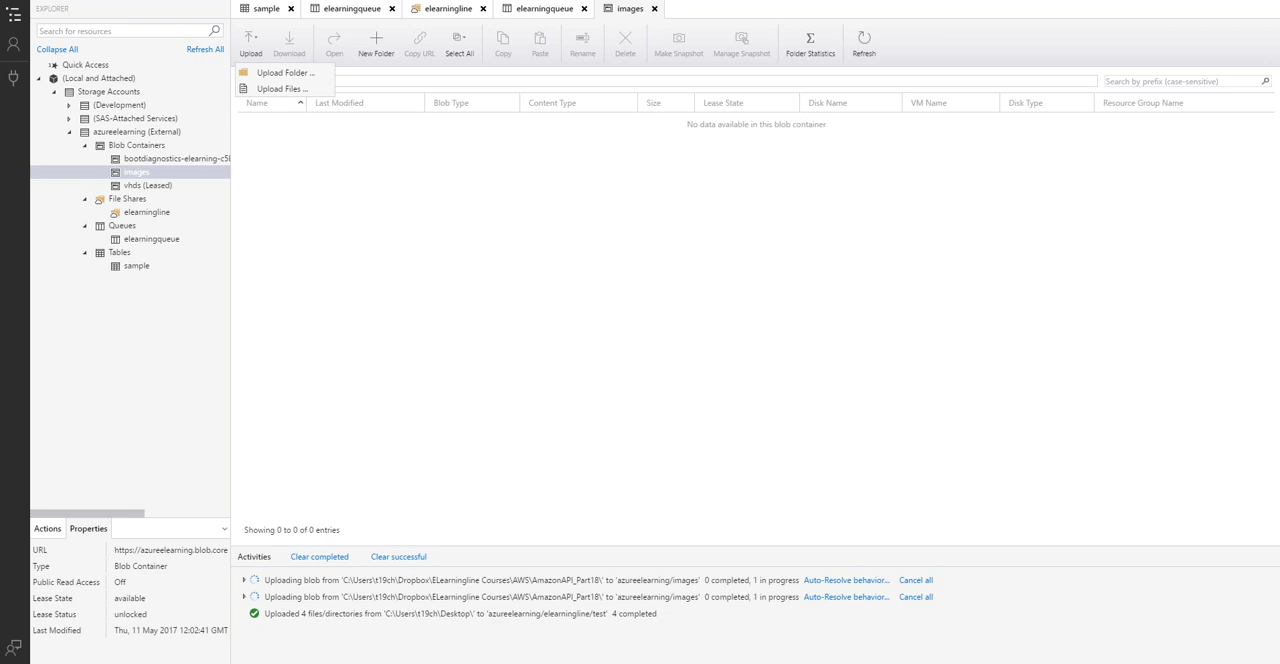 EXPLORER
Search for resources
Collapse All Refresh All
Quick Access
(Local and Attached)
Storage Accounts
(Development)
(SAS-Attached Services)
azureelearning (External)
Blob Containers
bootdiagnostics-elearning-c5
images
vhds (Leased)
File Shares
elearningline
Queues
elearningqueue
Tables
sample
Actions Properties
URL https://azureelearning.blob.core
Type Blob Container
Public Read Access Off
Lease State available
Lease Status unlocked
Last Modified Thu, 11 May 2017 12:02:41 GMT
sample elearningqueue elearningline elearningqueue images
Upload Download Open New Folder Copy URL Select All Copy Paste Rename Delete Make Snapshot Manage Snapshot Folder Statistics Refresh
Upload Folder ...
Upload Files ...
Search by prefix (case-sensitive)
Name Last Modified Blob Type Content Type Size Lease State Disk Name VM Name Disk Type Resource Group Name
No data available in this blob container
Showing 0 to 0 of 0 entries
Activities Clear completed Clear successful
Uploading blob from 'C:\Users\t19ch\Dropbox\ELearningline Courses\AWS\AmazonAPI_Part18\' to 'azureelearning/images' 0 completed, 1 in progress Auto-Resolve behavior... Cancel all
Uploading blob from 'C:\Users\t19ch\Dropbox\ELearningline Courses\AWS\AmazonAPI_Part18\' to 'azureelearning/images' 0 completed, 1 in progress Auto-Resolve behavior... Cancel all
Uploaded 4 files/directories from 'C:\Users\t19ch\Desktop\' to 'azureelearning/elearningline/test' 4 completed